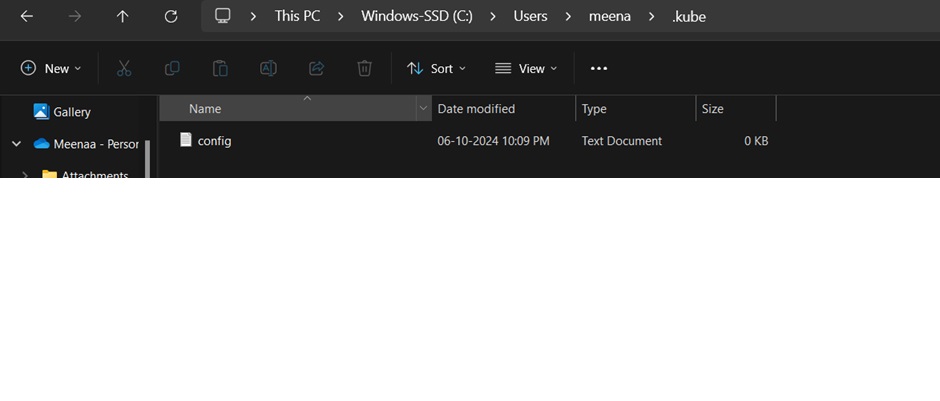 This PC > Windows-SSD (C:) > Users > meena > .kube
New Sort View
Gallery
Name Date modified Type Size
Meenaa - Persor
config 06-10-2024 10:09 PM Text Document 0 KB
Attachments